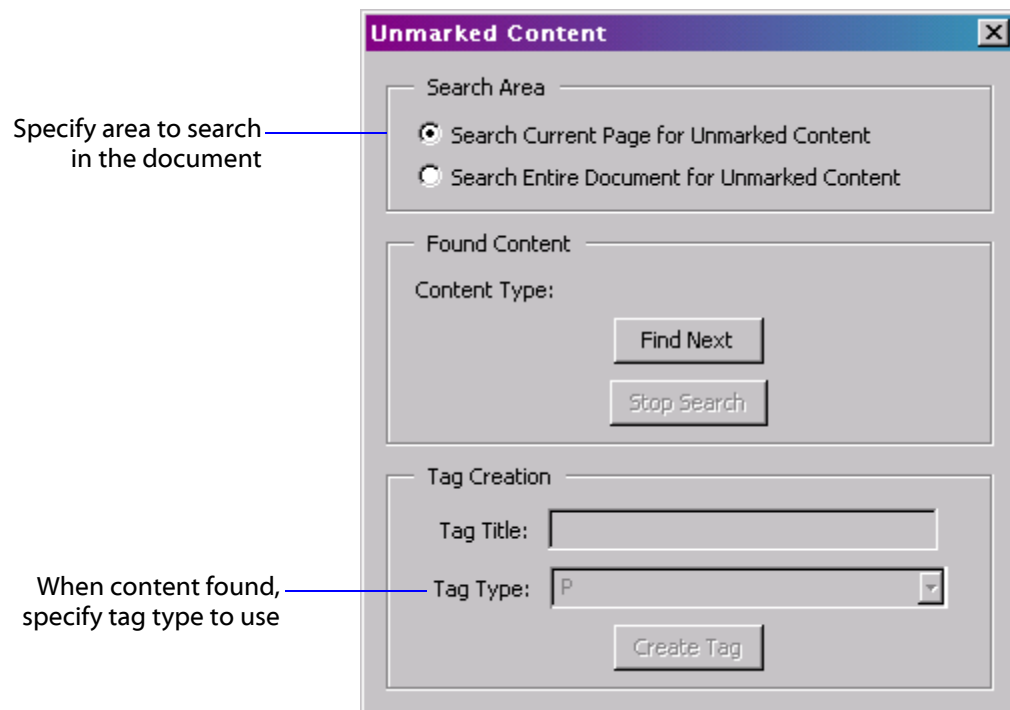 Unmarked Content
Search Area
Specify area to search
in the document
Search Current Page for Unmarked Content
Search Entire Document for Unmarked Content
Found Content
Content Type:
Find Next
Stop Search
Tag Creation
Tag Title:
When content found,
specify tag type to use
Tag Type: P
Create Tag